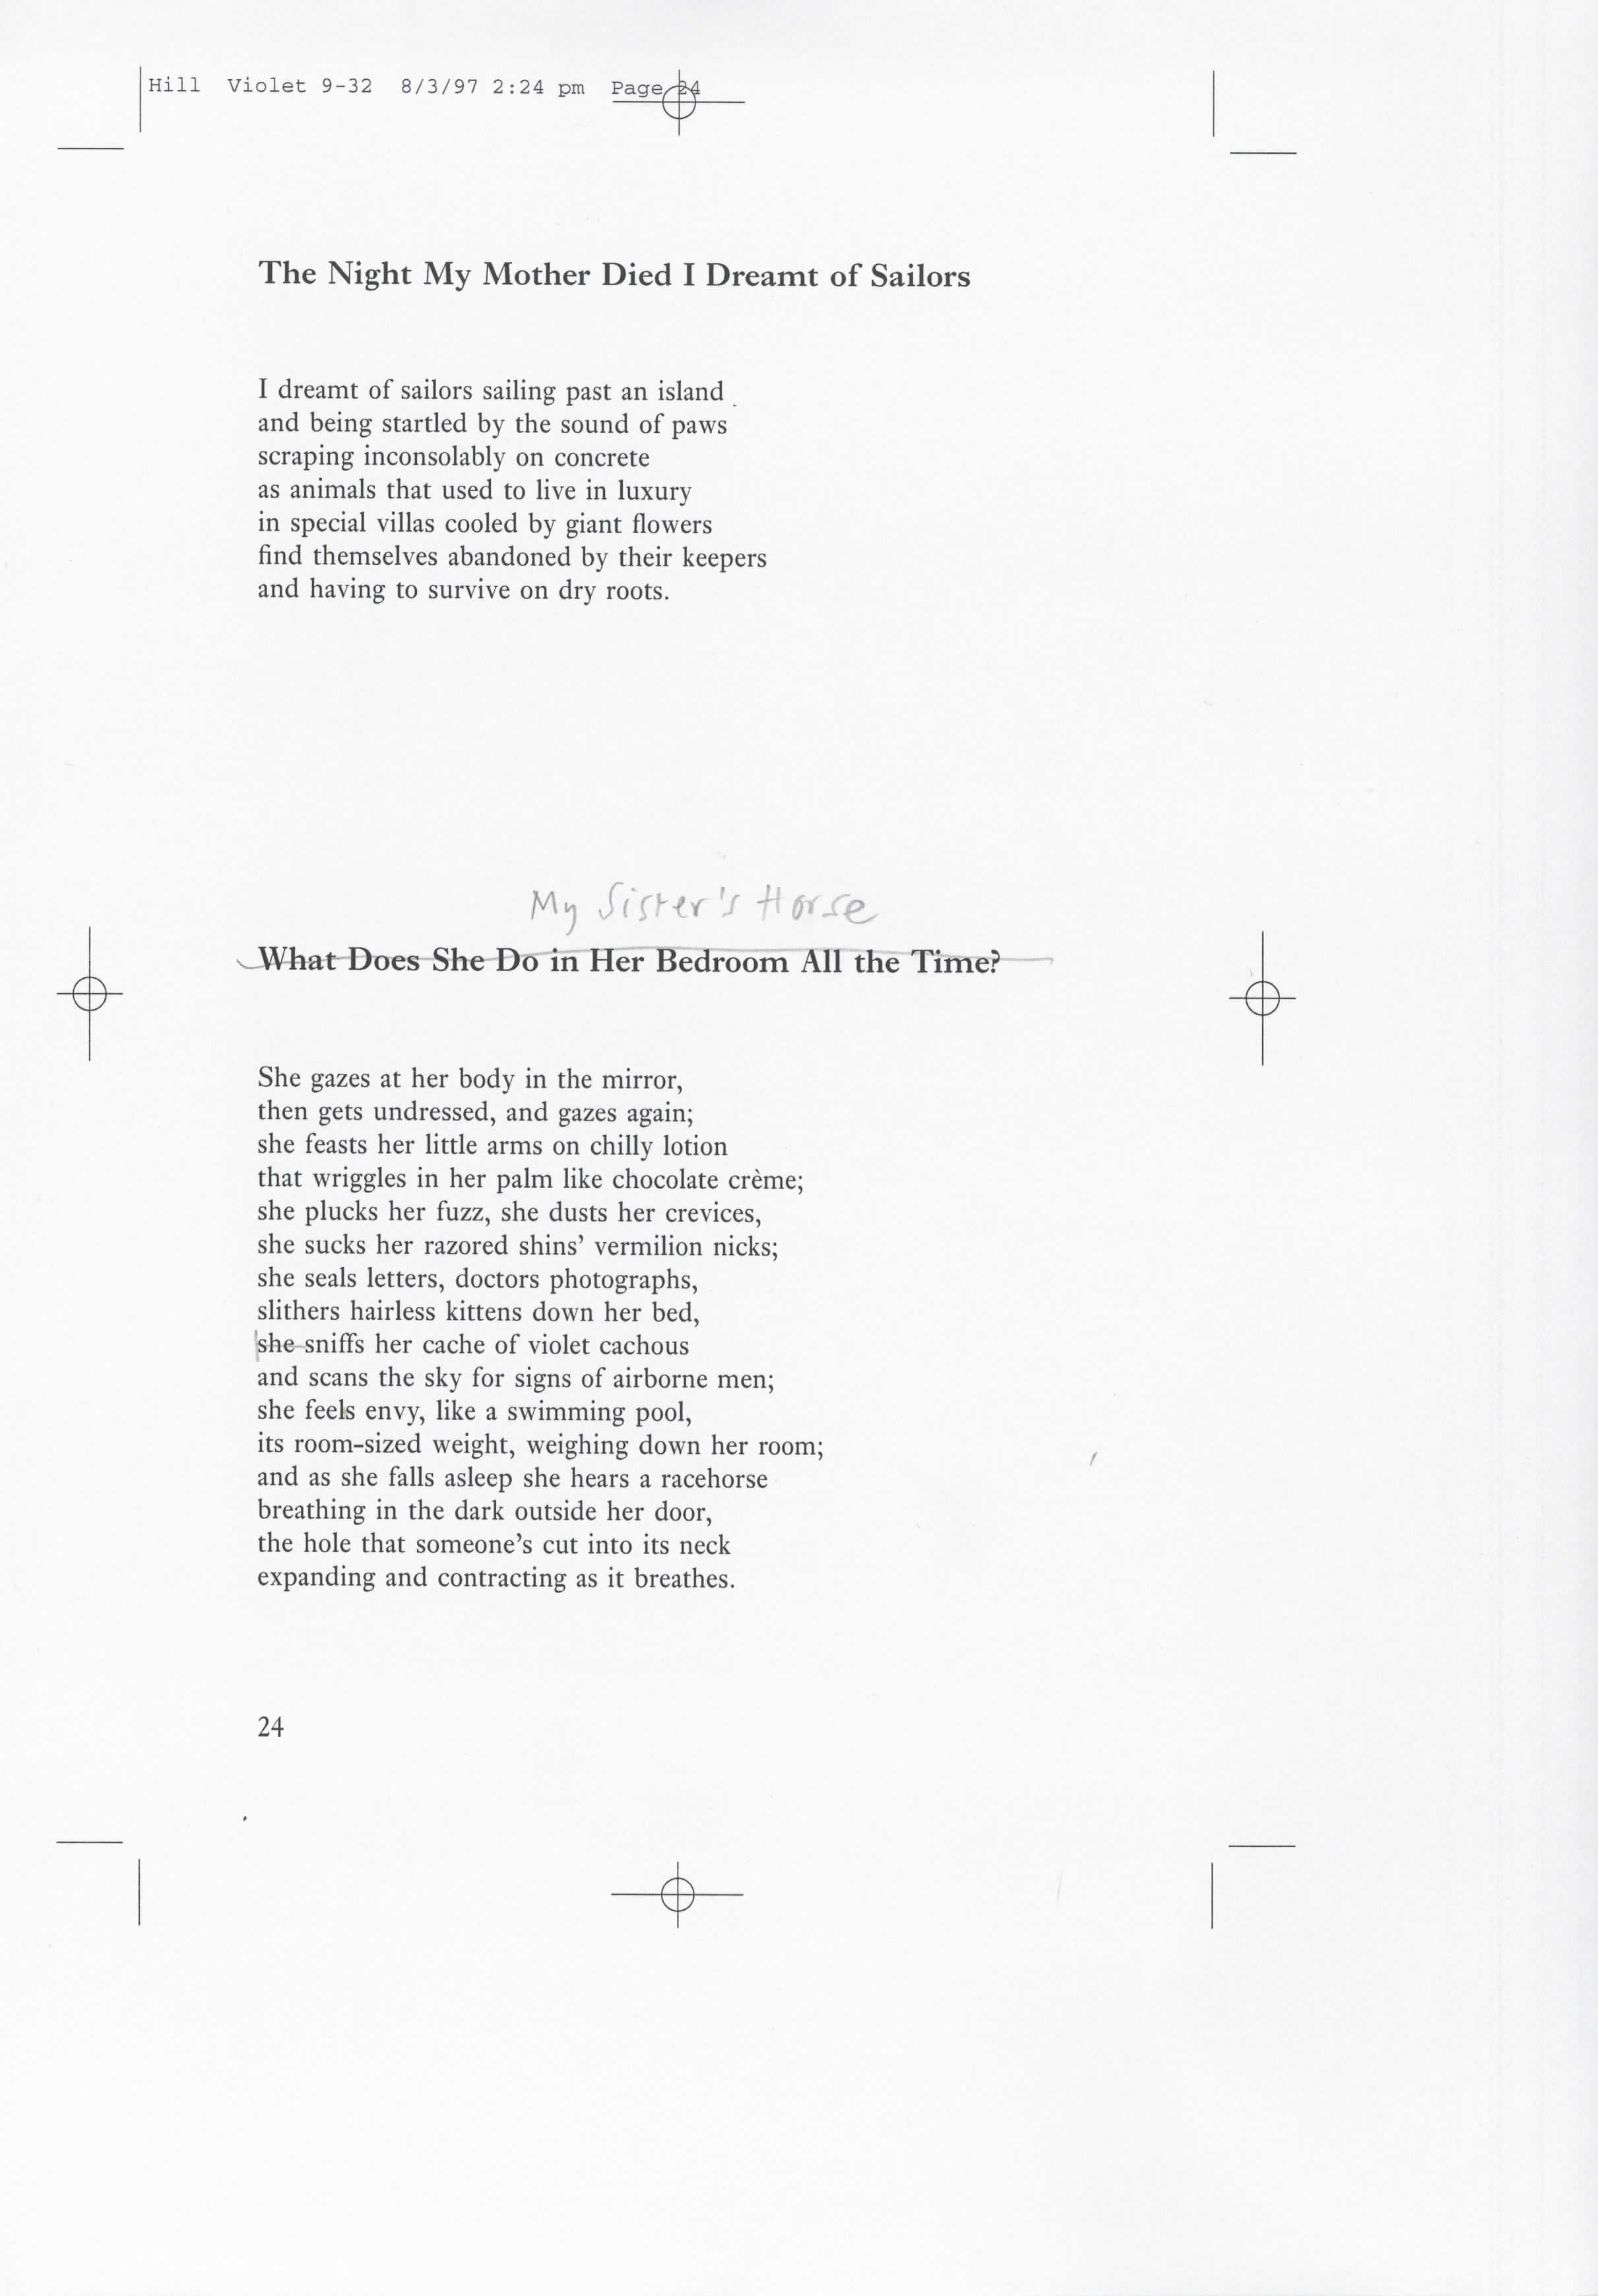 Hill Violet 9-32 8/3/97 2:24 pm Page 24
The Night My Mother Died I Dreamt of Sailors
I dreamt of sailors sailing past an island
and being startled by the sound of paws
scraping inconsolably on concrete
as animals that used to live in luxury
in special villas cooled by giant flowers
find themselves abandoned by their keepers
and having to survive on dry roots.
My Sister's Horse
What Does She Do in Her Bedroom All the Time?
She gazes at her body in the mirror,
then gets undressed, and gazes again;
she feasts her little arms on chilly lotion
that wriggles in her palm like chocolate crème;
she plucks her fuzz, she dusts her crevices,
she sucks her razored shins’ vermilion nicks;
she seals letters, doctors photographs,
slithers hairless kittens down her bed,
she sniffs her cache of violet cachous
and scans the sky for signs of airborne men;
she feels envy, like a swimming pool,
its room-sized weight, weighing down her room;
and as she falls asleep she hears a racehorse
breathing in the dark outside her door,
the hole that someone’s cut into its neck
expanding and contracting as it breathes.
24